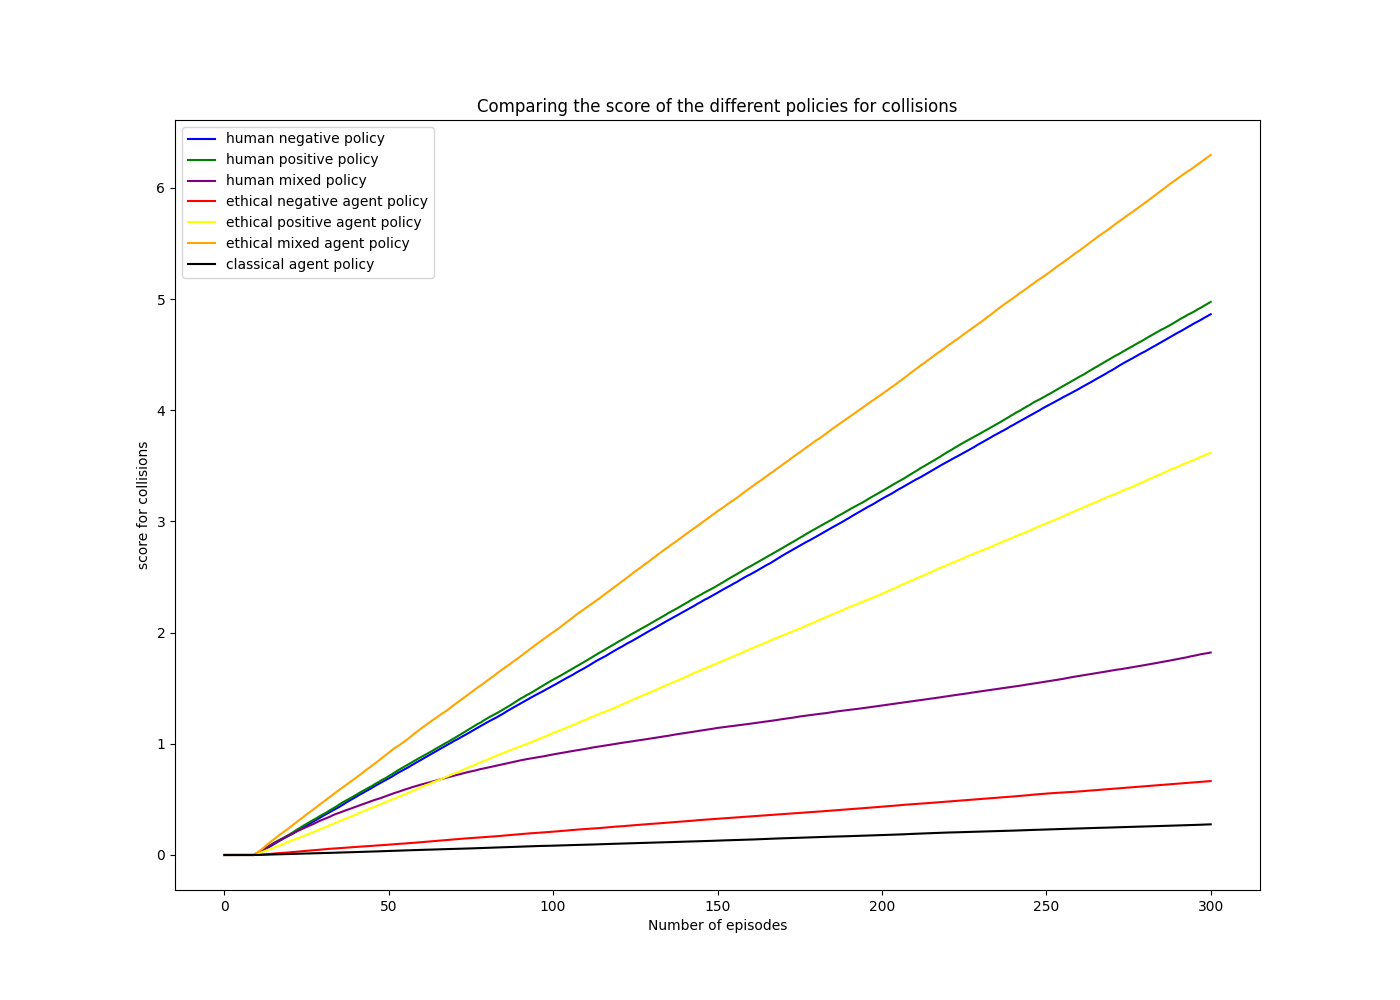 Comparing the score of the different policies for collisions
human negative policy
human positive policy
human mixed policy
ethical negative agent policy
ethical positive agent policy
ethical mixed agent policy
classical agent policy
score for collisions
6
5
4
3
2
1
0
0 50 100 150 200 250 300
Number of episodes